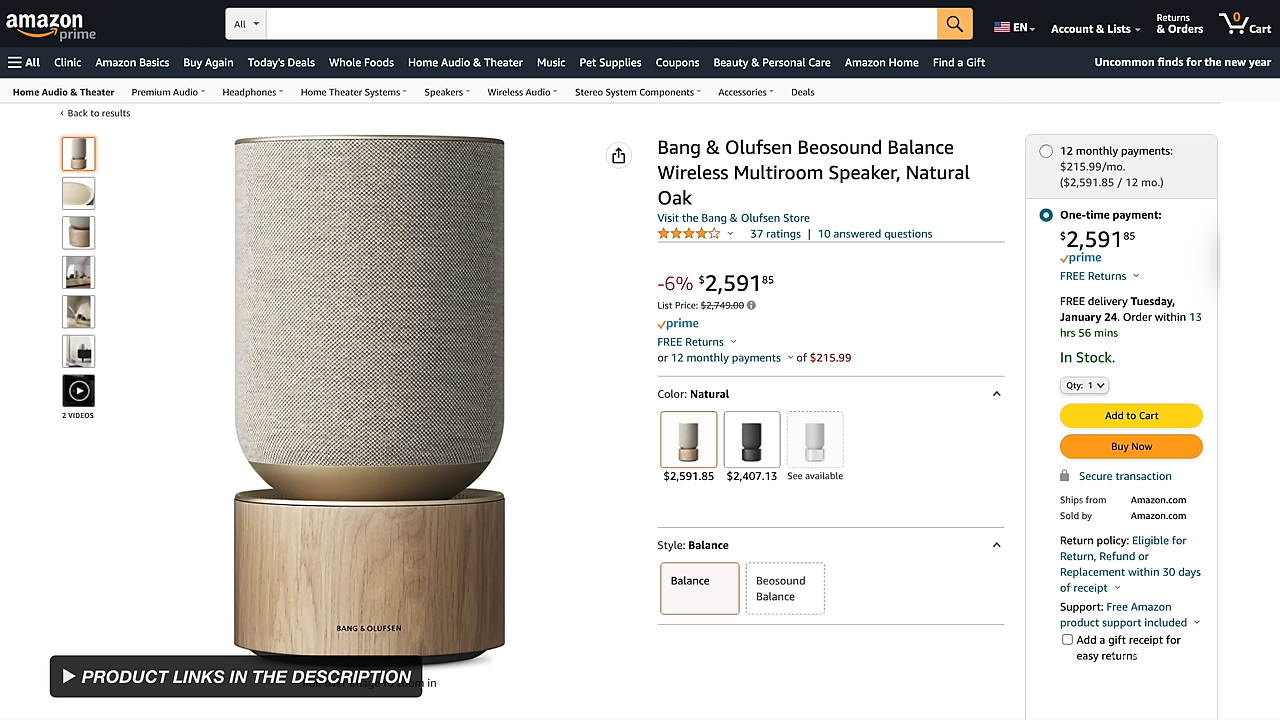 amazon
prime
All
EN
Account & Lists
Returns
& Orders
0
Cart
All
Clinic
Amazon Basics
Buy Again
Today's Deals
Whole Foods
Home Audio & Theater
Music
Pet Supplies
Coupons
Beauty & Personal Care
Amazon Home
Find a Gift
Uncommon finds for the new year
Home Audio & Theater
Premium Audio
Headphones
Home Theater Systems
Speakers
Wireless Audio
Stereo System Components
Accessories
Deals
‹ Back to results
2 VIDEOS
BANG & OLUFSEN
PRODUCT LINKS IN THE DESCRIPTION
in
Bang & Olufsen Beosound Balance
Wireless Multiroom Speaker, Natural
Oak
Visit the Bang & Olufsen Store
37 ratings | 10 answered questions
-6% $2,591 85
List Price: $2,749.00
prime
FREE Returns
or 12 monthly payments of $215.99
Color: Natural
$2,591.85
$2,407.13
See available
Style: Balance
Balance
Beosound
Balance
12 monthly payments:
$215.99/mo.
($2,591.85 / 12 mo.)
One-time payment:
$2,591 85
prime
FREE Returns
FREE delivery Tuesday,
January 24. Order within 13
hrs 56 mins
In Stock.
Qty: 1
Add to Cart
Buy Now
Secure transaction
Ships from Amazon.com
Sold by Amazon.com
Return policy: Eligible for
Return, Refund or
Replacement within 30 days
of receipt
Support: Free Amazon
product support included
Add a gift receipt for
easy returns